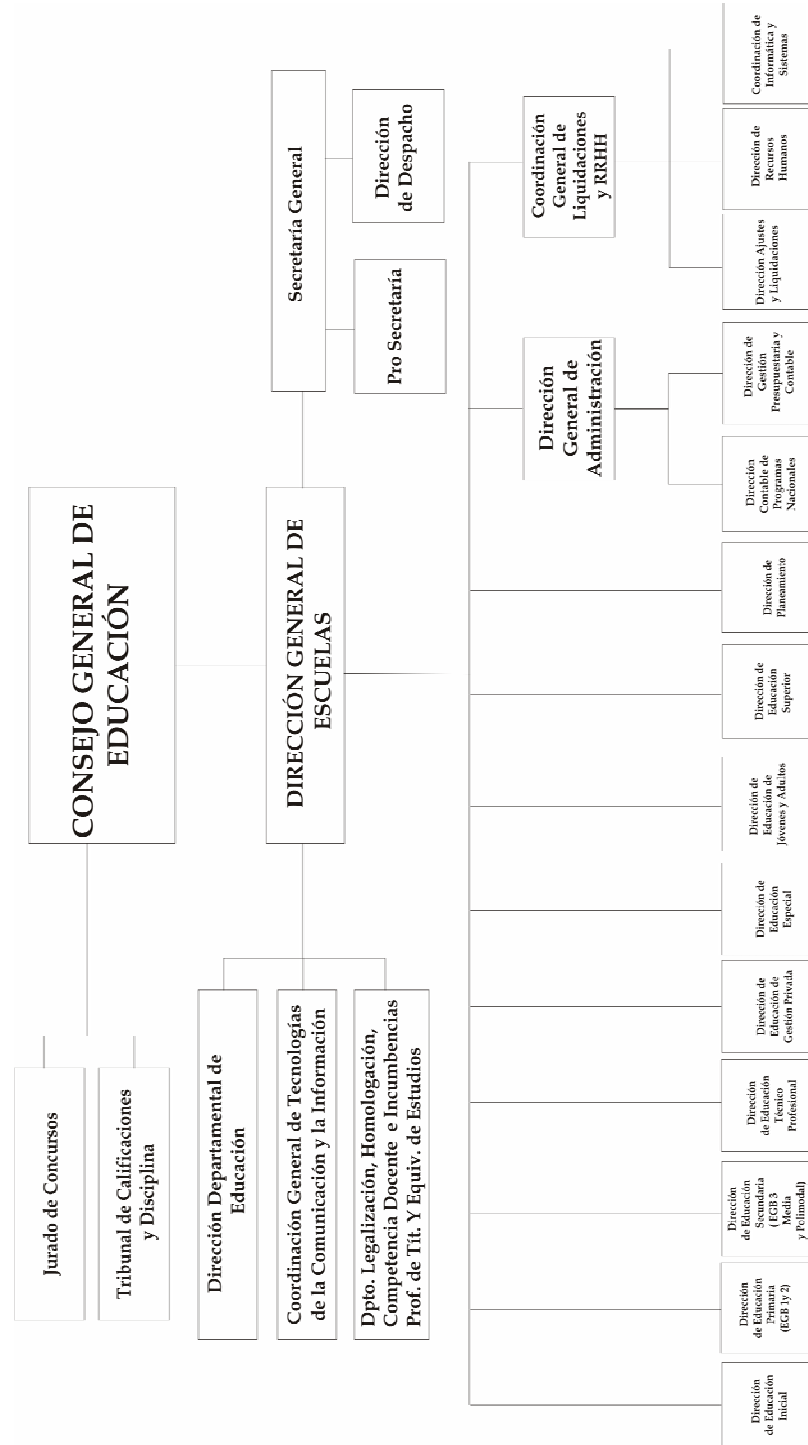 CONSEJO GENERAL DE
EDUCACIÓN
Jurado de Concursos
Tribunal de Calificaciones
y Disciplina
DIRECCIÓN GENERAL DE
ESCUELAS
Secretaría General
Pro Secretaría
Dirección
de Despacho
Dirección Departamental de
Educación
Coordinación General de Tecnologías
de la Comunicación y la Información
Dpto. Legalización, Homologación,
Competencia Docente e Incumbencias
Prof. de Tít. Y Equiv. de Estudios
Dirección
General de
Administración
Coordinación
General de
Liquidaciones
y RRHH
Dirección
de Educación
Inicial
Dirección
de Educación
Primaria
(EGB 1y 2)
Dirección
de Educación
Secundaria
( EGB 3
Media
y Polimodal)
Dirección
de Educación
Técnico
Profesional
Dirección de
Educación de
Gestión Privada
Dirección de
Educación
Especial
Dirección de
Educación de
Jóvenes y Adultos
Dirección de
Educación
Superior
Dirección de
Planeamiento
Dirección
Contable de
Programas
Nacionales
Dirección de
Gestión
Presupuestaria y
Contable
Dirección Ajustes
y Liquidaciones
Dirección de
Recursos
Humanos
Coordinación de
Informática y
Sistemas